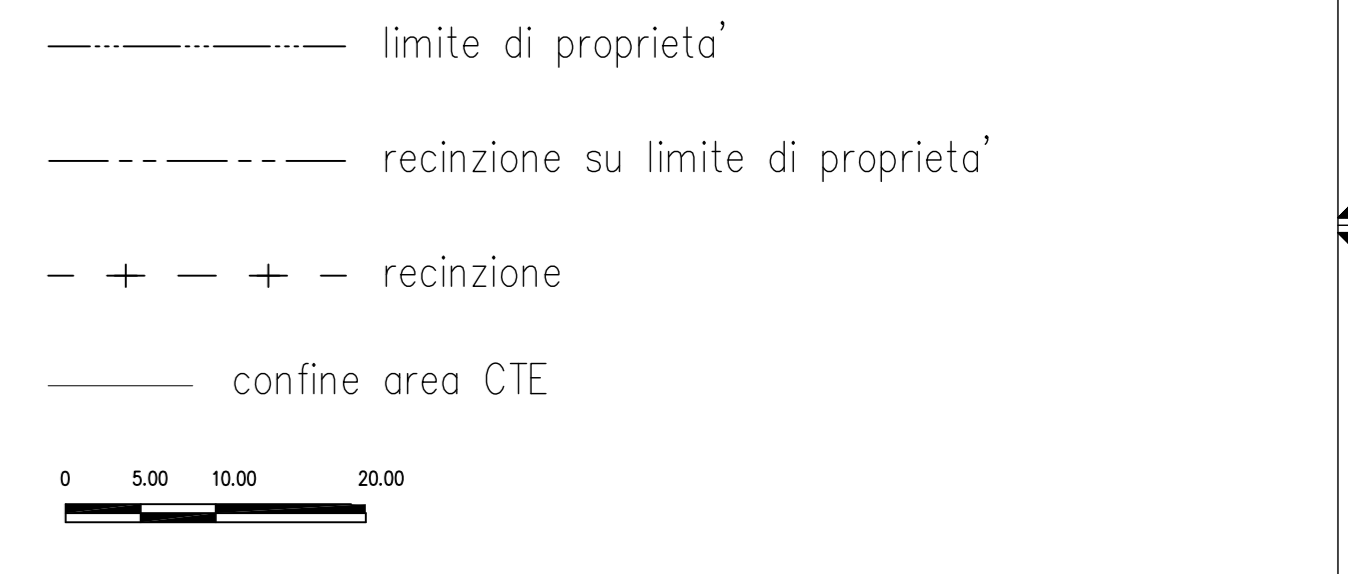 limite di proprieta'
recinzione su limite di proprieta'
recinzione
confine area CTE
0 5.00 10.00 20.00